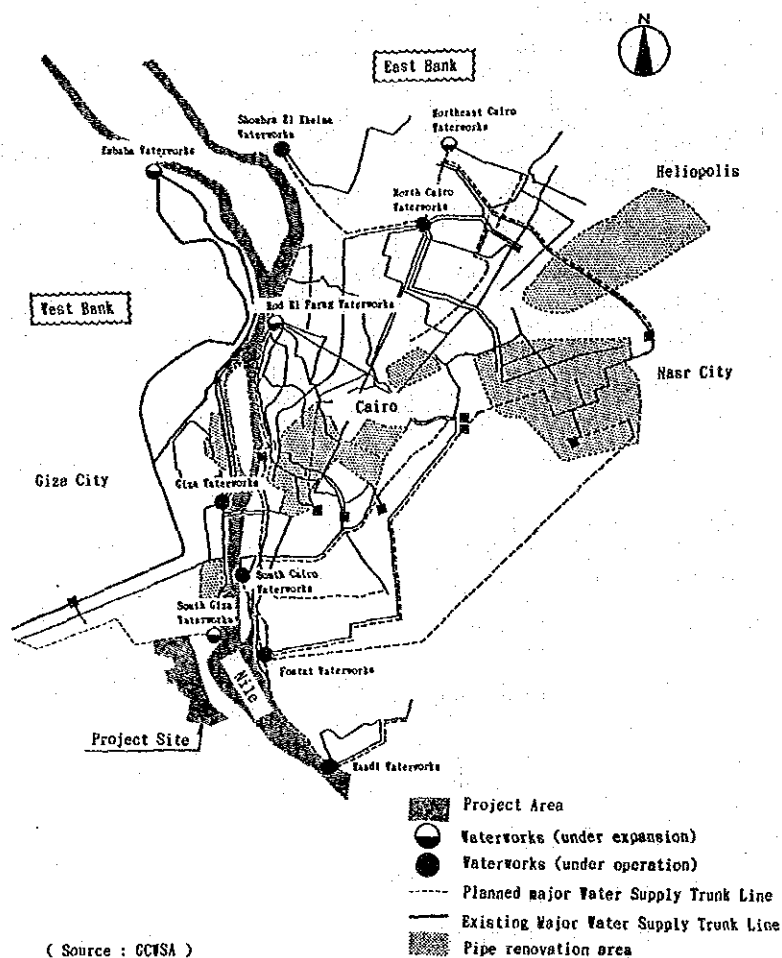 N
East Bank
Shoubra El Kheima
Waterworks
Northeast Cairo
Waterworks
Embaba Waterworks
Heliopolis
North Cairo
Waterworks
West Bank
Rod El Farag Waterworks
Nasr City
Cairo
Giza City
Giza Waterworks
South Cairo
Waterworks
South Giza
Waterworks
Fostat Waterworks
Nile
Project Site
Maadi Waterworks
Project Area
Waterworks (under expansion)
Waterworks (under operation)
Planned major Water Supply Trunk Line
Existing Major Water Supply Trunk Line
Pipe renovation area
( Source : GCWSA )